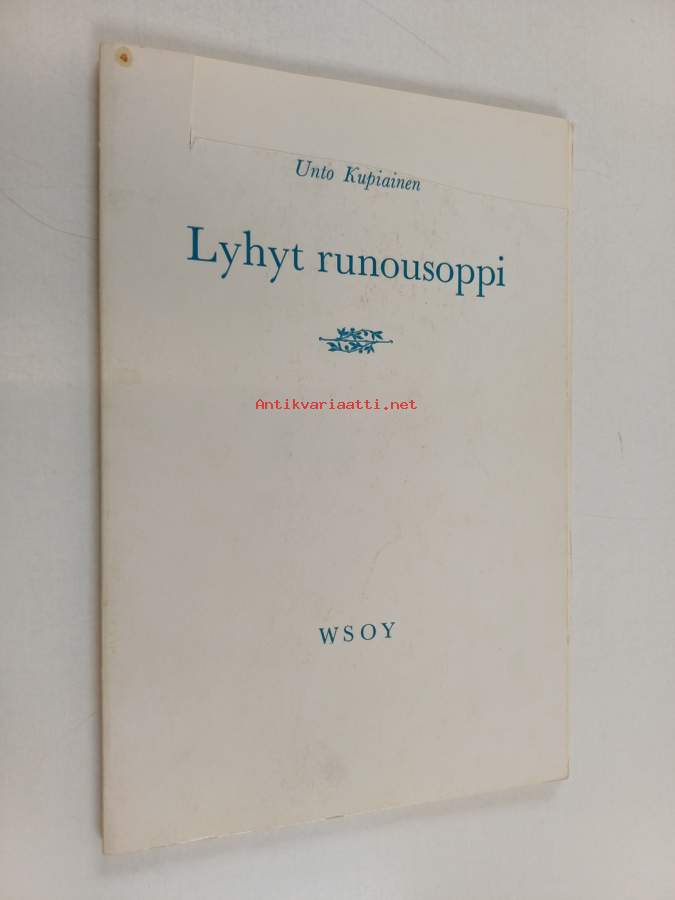 Unto Kupiainen
Lyhyt runousoppi
Antikvariaatti.net
WSOY